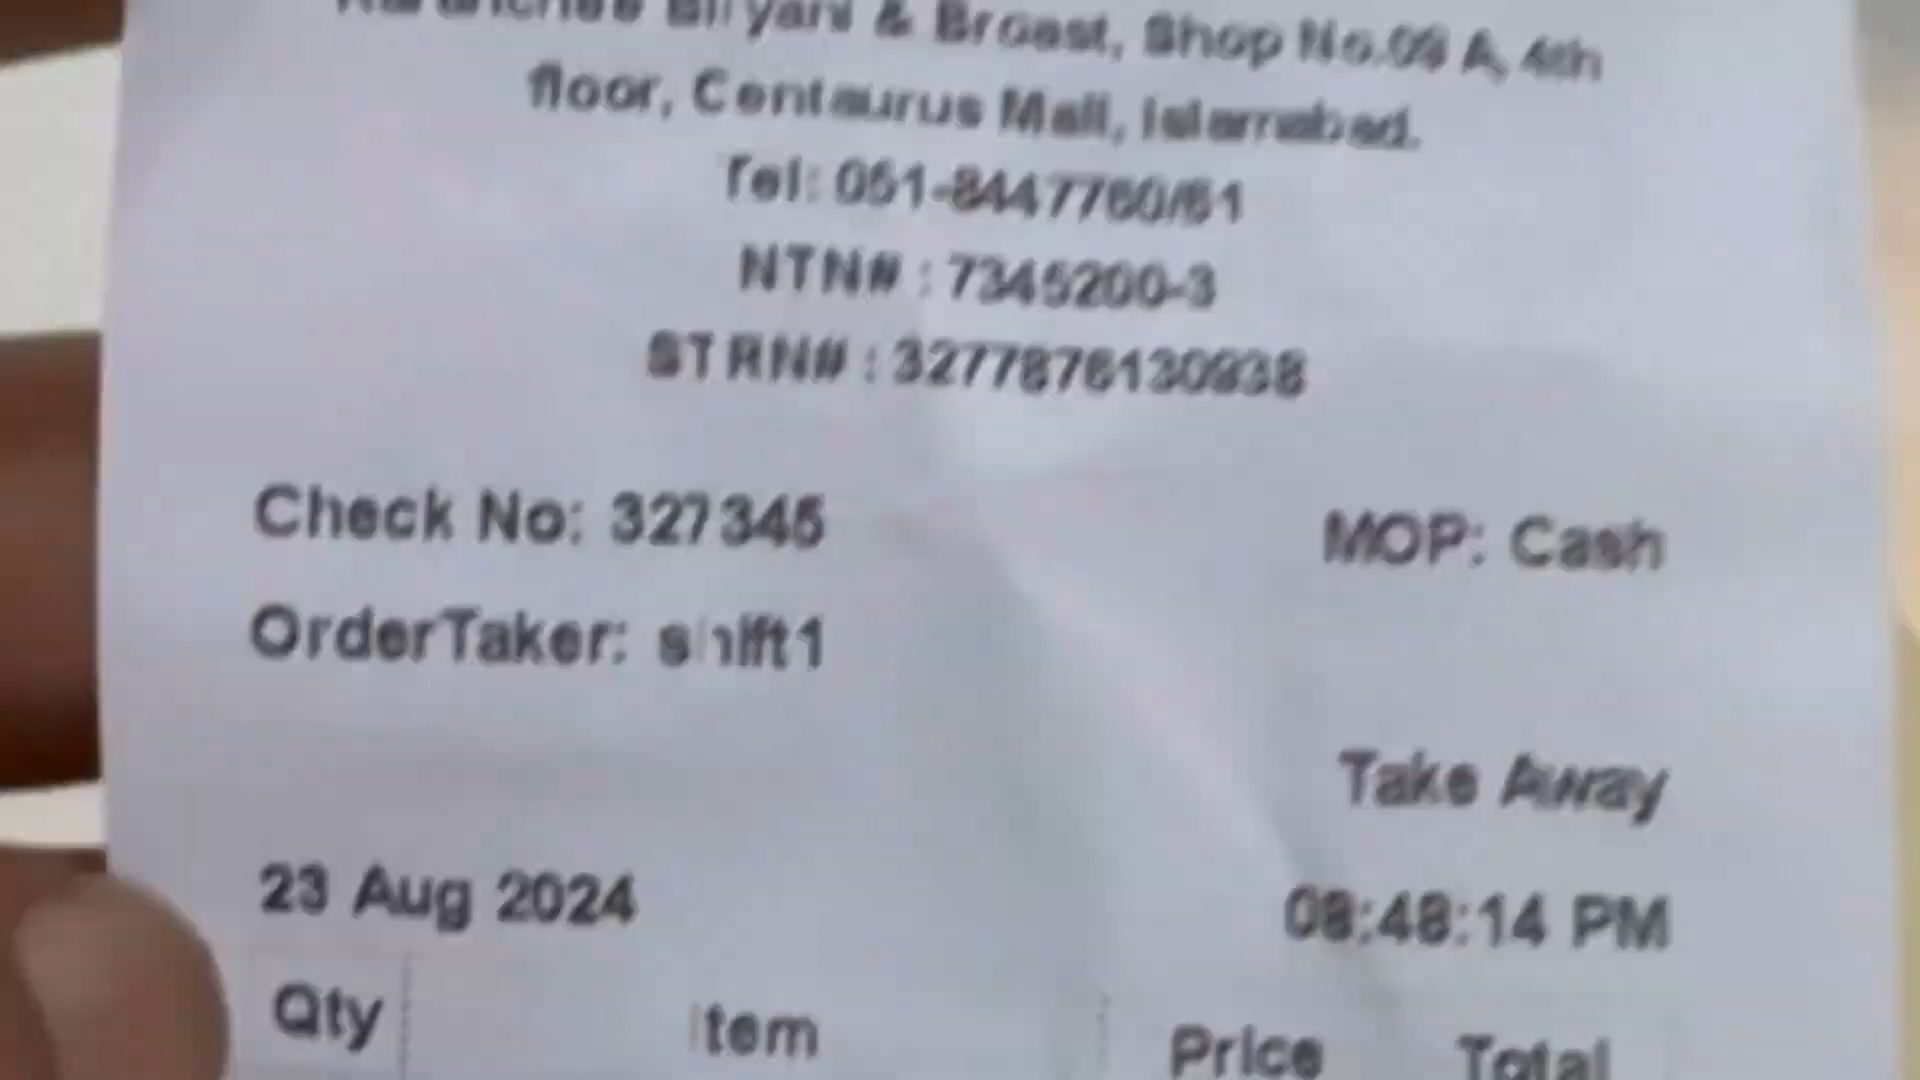 Biryani & Broast, Shop No.09 A, 4th
floor, Centaurus Mall, Islamabad.
Tel: 051-8447760/61
NTN# : 7345200-3
STRN# : 3277876130938
Check No: 327345
MOP: Cash
OrderTaker: shift1
Take Away
23 Aug 2024
08:48:14 PM
Qty Item Price Total